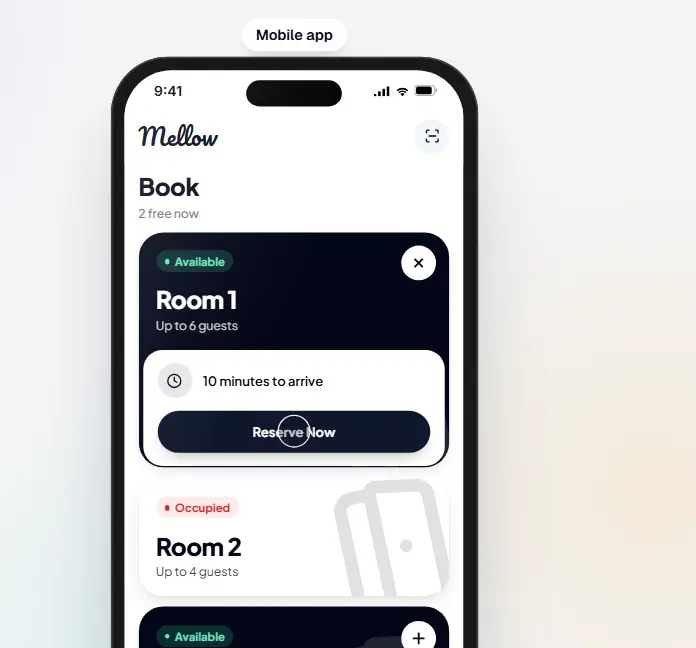 Mobile app
9:41
Mellow
Book
2 free now
Available
Room 1
Up to 6 guests
10 minutes to arrive
Reserve Now
Occupied
Room 2
Up to 4 guests
Available